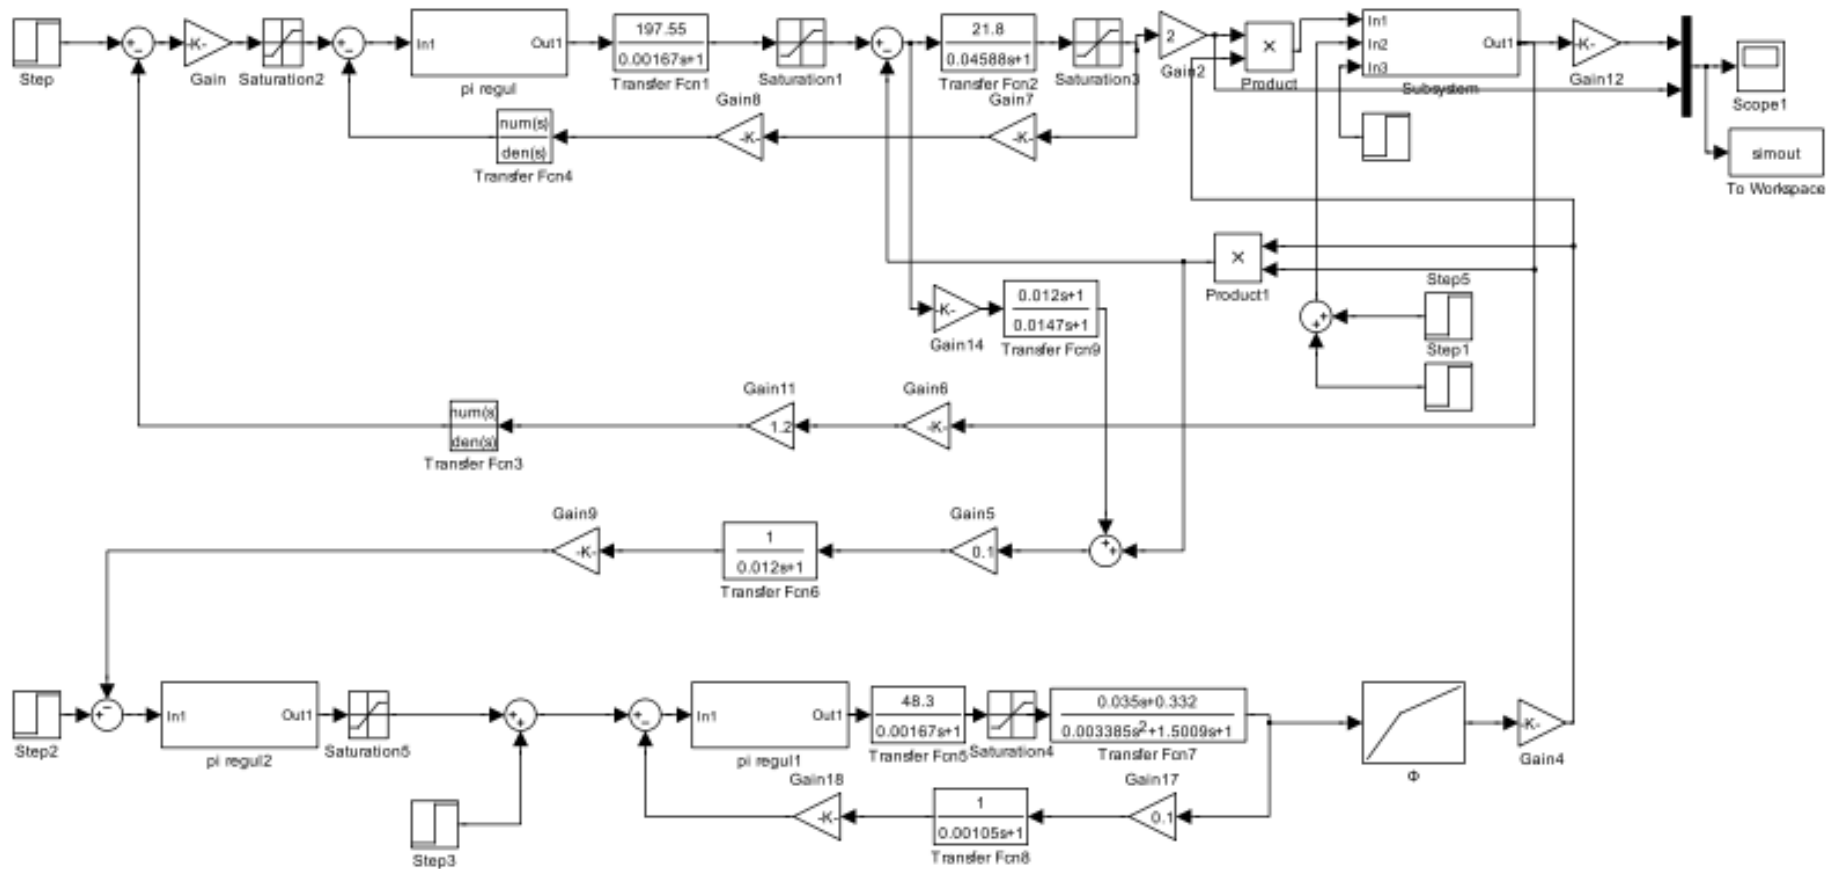 Step
+ -
-K-
Gain
Saturation2
+ -
In1
Out1
pi regul
197.55
0.00167s+1
Transfer Fcn1
Saturation1
+ -
21.8
0.04588s+1
Transfer Fcn2
Saturation3
2
Gain2
×
Product
In1
In2
In3
Out1
Subsystem
-K-
Gain12
Scope1
simout
To Workspace
num(s)
den(s)
Transfer Fcn4
Gain8
-K-
Gain7
-K-
×
Product1
-K-
Gain14
0.012s+1
0.0147s+1
Transfer Fcn9
+ +
Step5
Step1
num(s)
den(s)
Transfer Fcn3
Gain11
1.2
Gain6
-K-
Gain9
-K-
1
0.012s+1
Transfer Fcn6
Gain5
0.1
+ +
Step2
+ -
In1
Out1
pi regul2
Saturation5
+ +
Step3
+ -
In1
Out1
pi regul1
48.3
0.00167s+1
Transfer Fcn5
Saturation4
0.035s+0.332
0.003385s²+1.5009s+1
Transfer Fcn7
Φ
-K-
Gain4
Gain18
-K-
1
0.00105s+1
Transfer Fcn8
Gain17
0.1